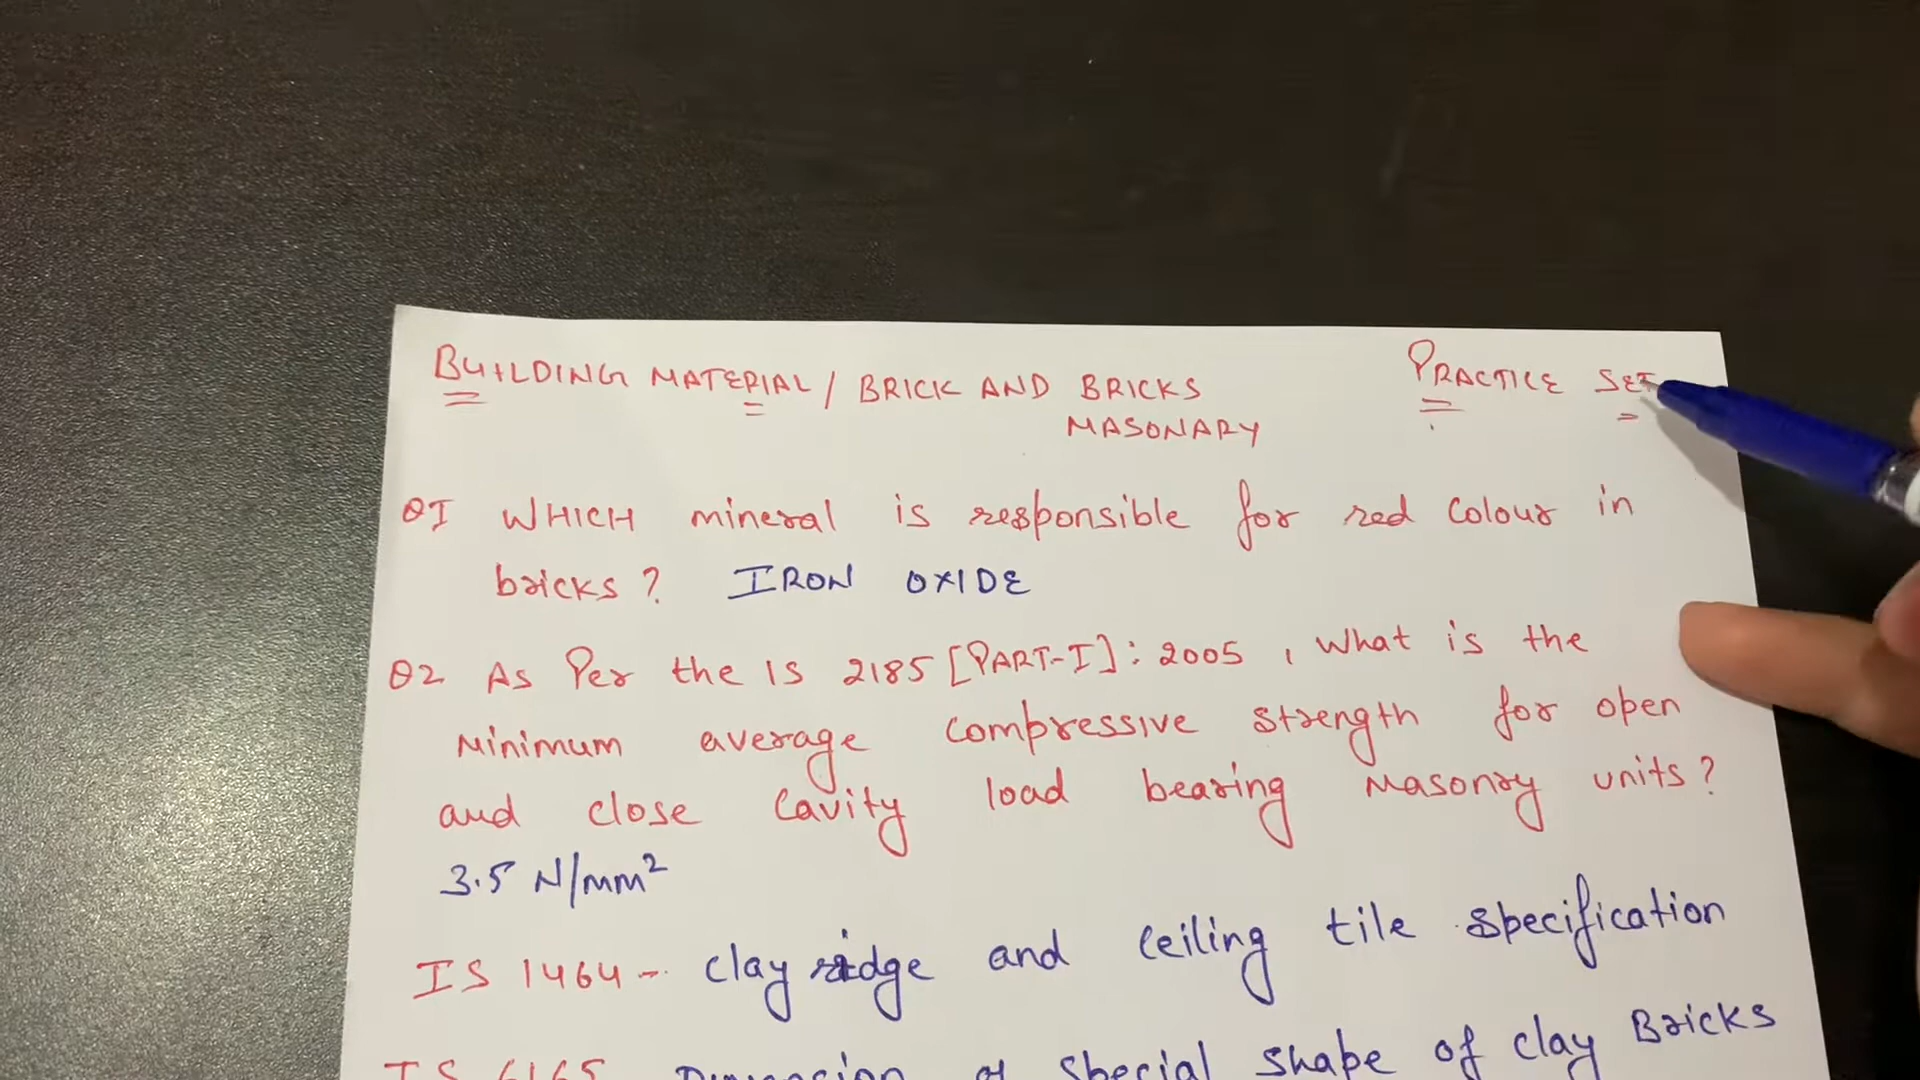 BUILDING MATERIAL / BRICK AND BRICKS
MASONARY
PRACTICE SET
Q1 WHICH mineral is responsible for red colour in
bricks? IRON OXIDE
Q2 As Per the IS 2185 [PART-I]: 2005, What is the
Minimum average compressive strength for open
and close cavity load bearing Masonry units?
3.5 N/mm²
IS 1464 - clay ridge and Ceiling tile specification
IS 6165 Dimension of special shape of clay Bricks